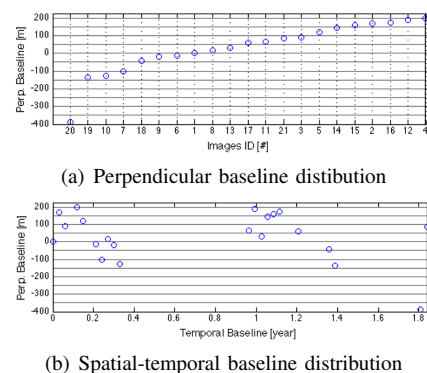 200
100
0
-100
-200
-300
-400
Perp. Baseline [m]
20 19 10 7 18 9 6 1 8 13 17 11 21 3 5 14 15 2 16 12 4
Images ID [#]
(a) Perpendicular baseline distibution
200
100
0
-100
-200
-300
-400
Perp. Baseline [m]
0 0.2 0.4 0.6 0.8 1 1.2 1.4 1.6 1.8
Temporal Baseline [year]
(b) Spatial-temporal baseline distribution